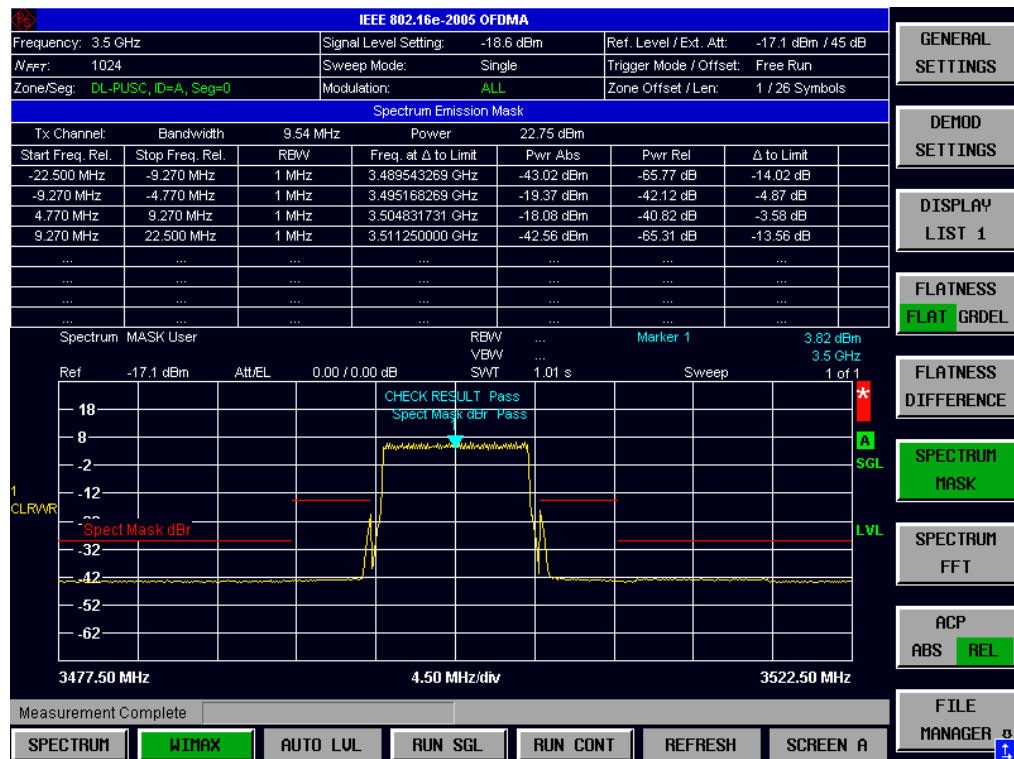 IEEE 802.16e-2005 OFDMA
Frequency: 3.5 GHz Signal Level Setting: -18.6 dBm Ref. Level / Ext. Att: -17.1 dBm / 45 dB
NFFT: 1024 Sweep Mode: Single Trigger Mode / Offset: Free Run
Zone/Seg: DL-PUSC, ID=A, Seg=0 Modulation: ALL Zone Offset / Len: 1 / 26 Symbols
Spectrum Emission Mask
Tx Channel: Bandwidth 9.54 MHz Power 22.75 dBm
Start Freq. Rel. Stop Freq. Rel. RBW Freq. at Δ to Limit Pwr Abs Pwr Rel Δ to Limit
-22.500 MHz -9.270 MHz 1 MHz 3.489543269 GHz -43.02 dBm -65.77 dB -14.02 dB
-9.270 MHz -4.770 MHz 1 MHz 3.495168269 GHz -19.37 dBm -42.12 dB -4.87 dB
4.770 MHz 9.270 MHz 1 MHz 3.504831731 GHz -18.08 dBm -40.82 dB -3.58 dB
9.270 MHz 22.500 MHz 1 MHz 3.511250000 GHz -42.56 dBm -65.31 dB -13.56 dB
... ... ... ... ... ... ...
... ... ... ... ... ... ...
... ... ... ... ... ... ...
... ... ... ... ... ... ...
Spectrum MASK User RBW ... Marker 1 3.82 dBm
VBW ... 3.5 GHz
Ref -17.1 dBm Att/EL 0.00 / 0.00 dB SWT 1.01 s Sweep 1 of 1
CHECK RESULT Pass
Spect Mask dBr Pass
1
18
8
-2
-12
-32
-42
-52
-62
1
CLRWR
Spect Mask dBr
*
A
SGL
LVL
3477.50 MHz 4.50 MHz/div 3522.50 MHz
Measurement Complete
SPECTRUM WIMAX AUTO LVL RUN SGL RUN CONT REFRESH SCREEN A
GENERAL
SETTINGS
DEMOD
SETTINGS
DISPLAY
LIST 1
FLATNESS
FLAT GRDEL
FLATNESS
DIFFERENCE
SPECTRUM
MASK
SPECTRUM
FFT
ACP
ABS REL
FILE
MANAGER